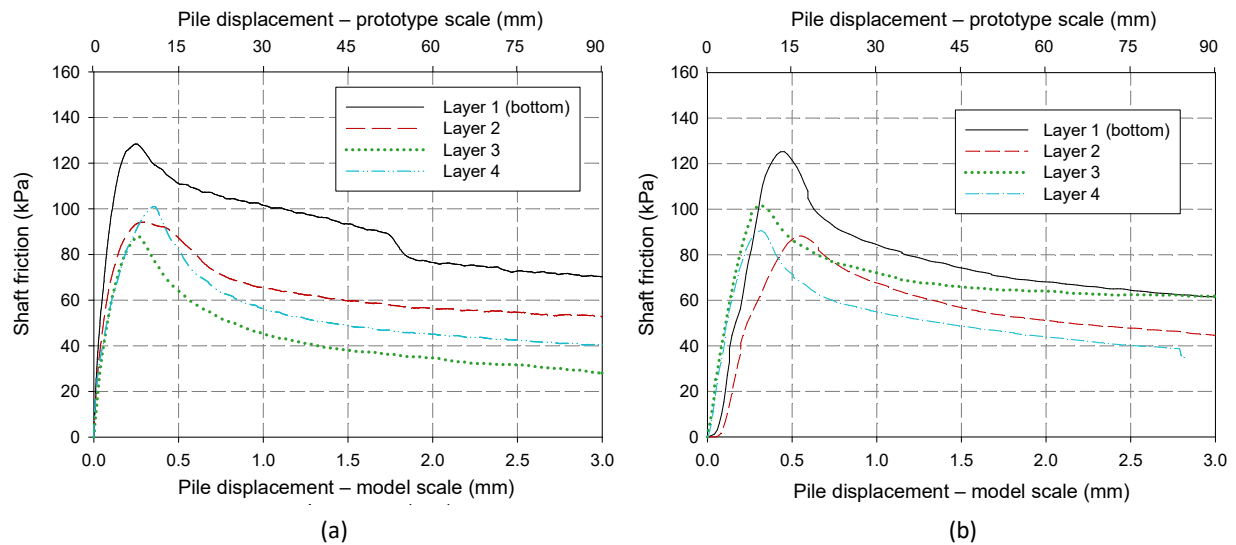 Pile displacement – prototype scale (mm)
0 15 30 45 60 75 90
160
140
120
100
80
60
40
20
0
Shaft friction (kPa)
Layer 1 (bottom)
Layer 2
Layer 3
Layer 4
0.0 0.5 1.0 1.5 2.0 2.5 3.0
Pile displacement – model scale (mm)
(a)
Pile displacement – prototype scale (mm)
0 15 30 45 60 75 90
160
140
120
100
80
60
40
20
0
Shaft friction (kPa)
Layer 1 (bottom)
Layer 2
Layer 3
Layer 4
0.0 0.5 1.0 1.5 2.0 2.5 3.0
Pile displacement – model scale (mm)
(b)